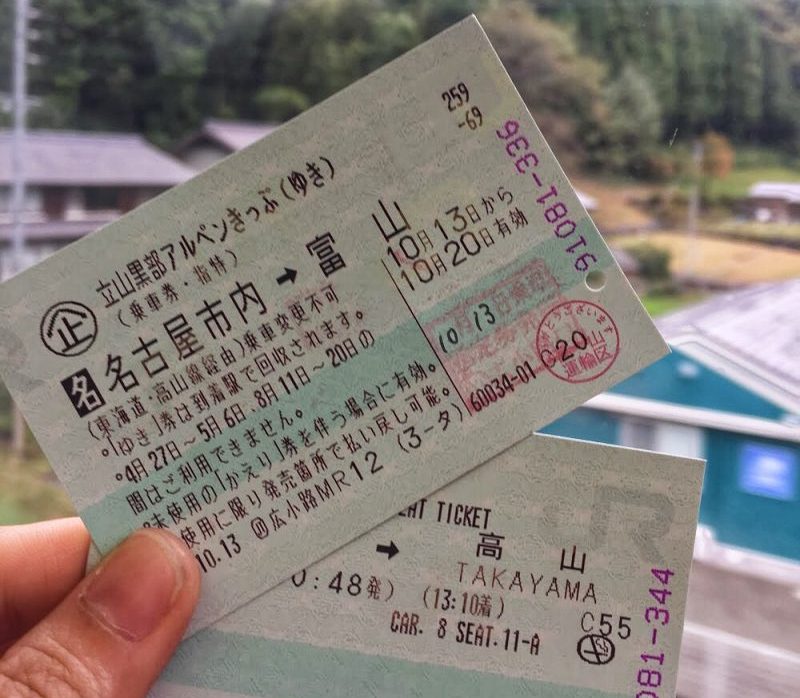 259
-69
91081-336
立山黒部アルペンきっぷ(ゆき)
(乗車券・指特)
企
名 名古屋市内 ➡ 富 山
10月13日から
10月20日有効
(東海道・高山線経由)乗車変更不可
•「ゆき」券は到着駅で回収されます。
•4月27日~5月6日、8月11日~20日の
間はご利用できません。
未使用の「かえり」券を伴う場合に有効。
使用に限り発売箇所で払い戻し可能。
10 13
60034-01
C20
10.13 広小路MR12 (3-タ)
AT TICKET
➡ 高 山
TAKAYAMA
:48発) (13:10着)
CAR. 8 SEAT.11-A
C55
081-344